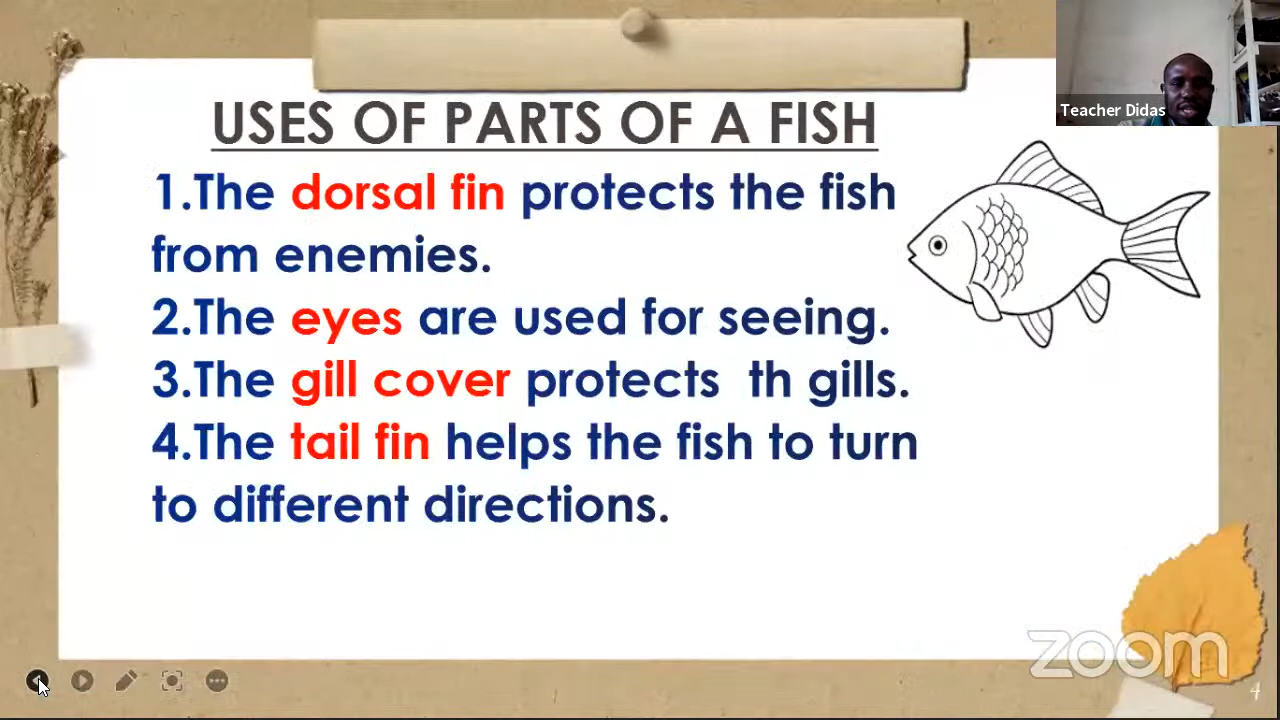 Teacher Didas
USES OF PARTS OF A FISH
1.The dorsal fin protects the fish
from enemies.
2.The eyes are used for seeing.
3.The gill cover protects  th gills.
4.The tail fin helps the fish to turn
to different directions.
zoom
4